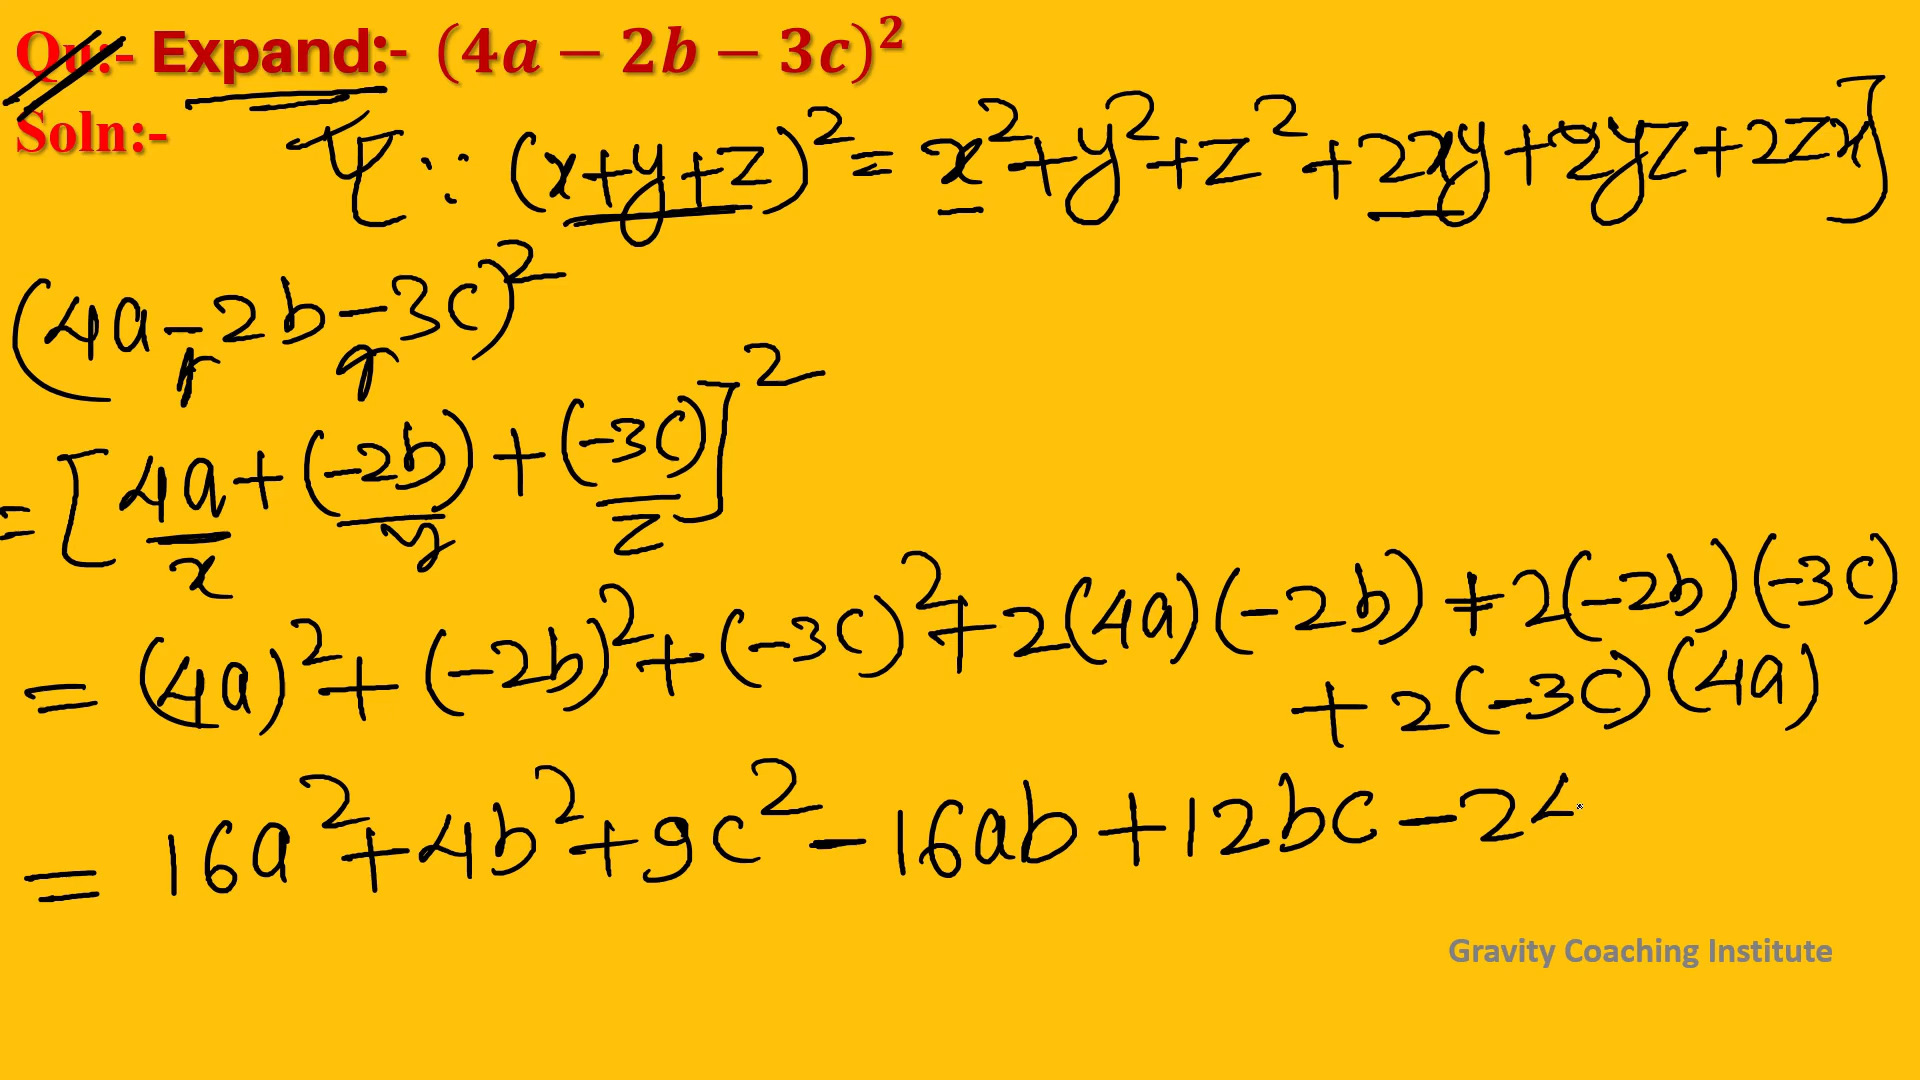 Qu:- Expand:- (4a − 2b − 3c)²
Soln:-
[∵ (x+y+z)² = x²+y²+z²+2xy+2yz+2zx]
(4a-2b-3c)²
= [4a+(-2b)+(-3c)]²
x y z
= (4a)²+(-2b)²+(-3c)²+2(4a)(-2b)+2(-2b)(-3c)
+2(-3c)(4a)
= 16a²+4b²+9c²-16ab+12bc-24
Gravity Coaching Institute